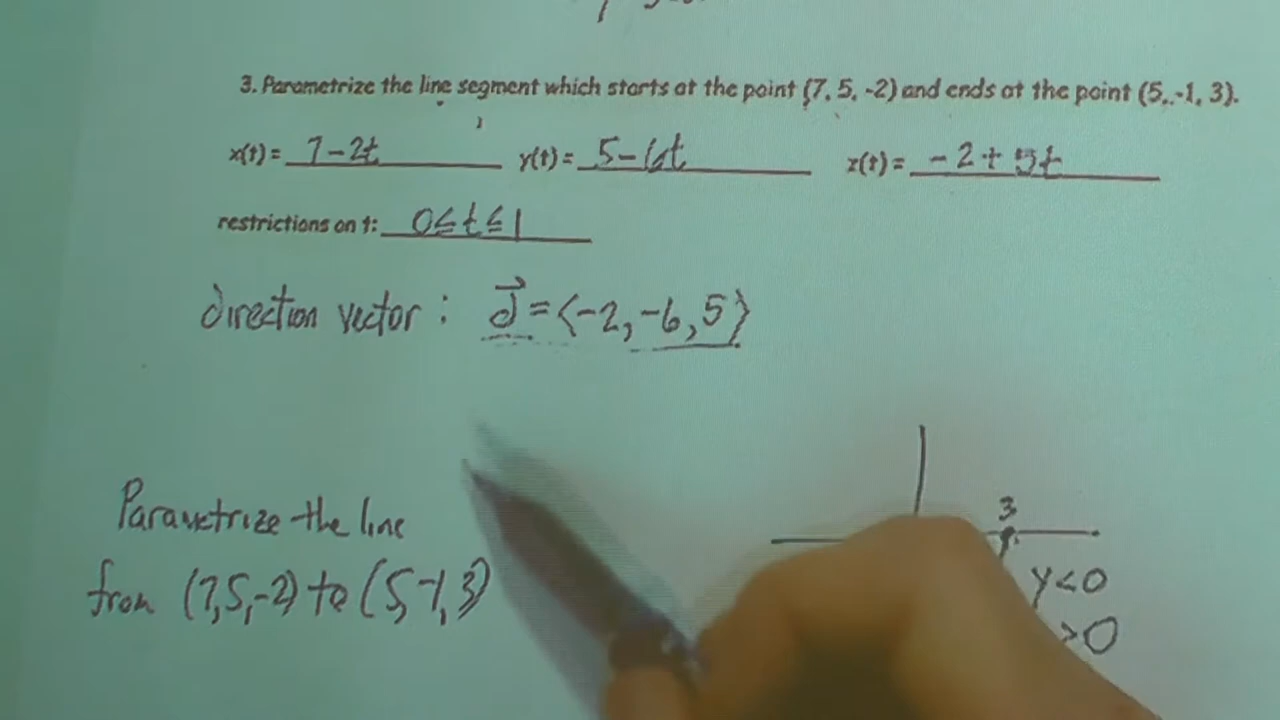 3. Parametrize the line segment which starts at the point (7, 5, -2) and ends at the point (5, -1, 3).
x(t) = 7-2t y(t) = 5-6t z(t) = -2+5t
restrictions on t: 0≤t≤1
direction vector: d⃗ = ⟨-2, -6, 5⟩
Parametrize the line
from (7,5,-2) to (5,-1,3)
3
y<0
>0